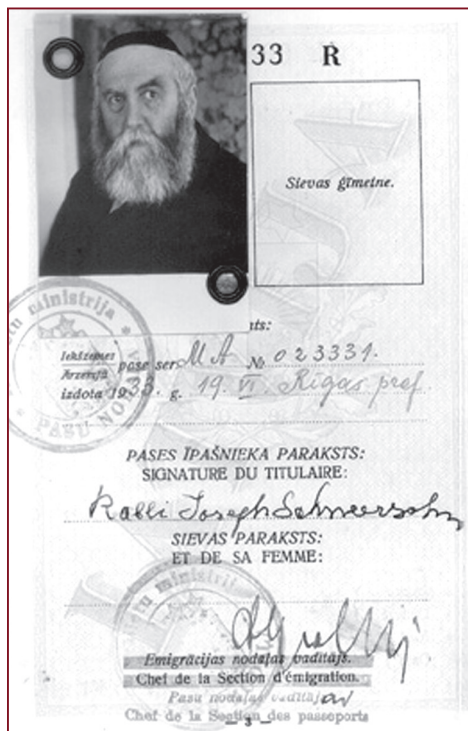 33 R
Sievas ģīmetne.
Iekšzemes
Ārzemju
pase ser. M A № 023331.
izdota 1933. g. 19. VI. Rīgas pref.
PASES ĪPAŠNIEKA PARAKSTS:
SIGNATURE DU TITULAIRE:
Rabbi Joseph Schneersohn
SIEVAS PARAKSTS:
ET DE SA FEMME:
Emigrācijas nodaļas vadītājs.
Chef de la Section d'émigration.
Pasu nodaļas vadītājs
Chef de la Section des passeports
— 3 —